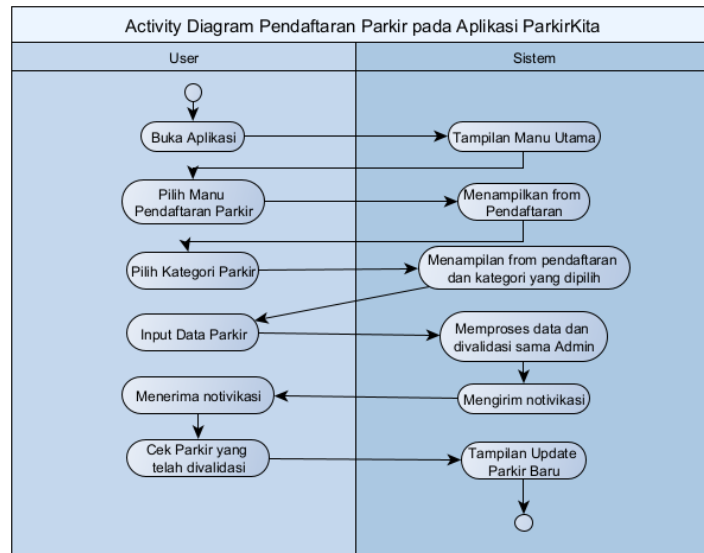 Activity Diagram Pendaftaran Parkir pada Aplikasi ParkirKita
User
Sistem
Buka Aplikasi
Tampilan Manu Utama
Pilih Manu
Pendaftaran Parkir
Menampilkan from
Pendaftaran
Pilih Kategori Parkir
Menampilan from pendaftaran
dan kategori yang dipilih
Input Data Parkir
Memproses data dan
divalidasi sama Admin
Menerima notivikasi
Mengirim notivikasi
Cek Parkir yang
telah divalidasi
Tampilan Update
Parkir Baru